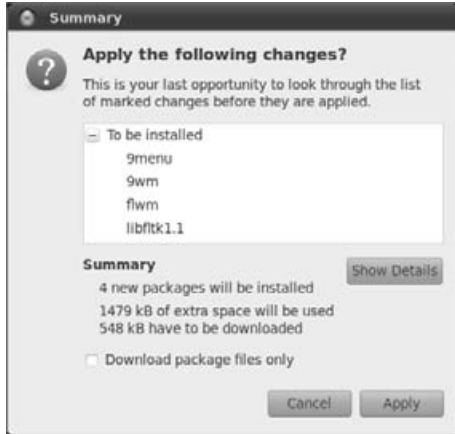 Summary
Apply the following changes?
This is your last opportunity to look through the list
of marked changes before they are applied.
To be installed
9menu
9wm
flwm
libfltk1.1
Summary
Show Details
4 new packages will be installed
1479 kB of extra space will be used
548 kB have to be downloaded
Download package files only
Cancel
Apply